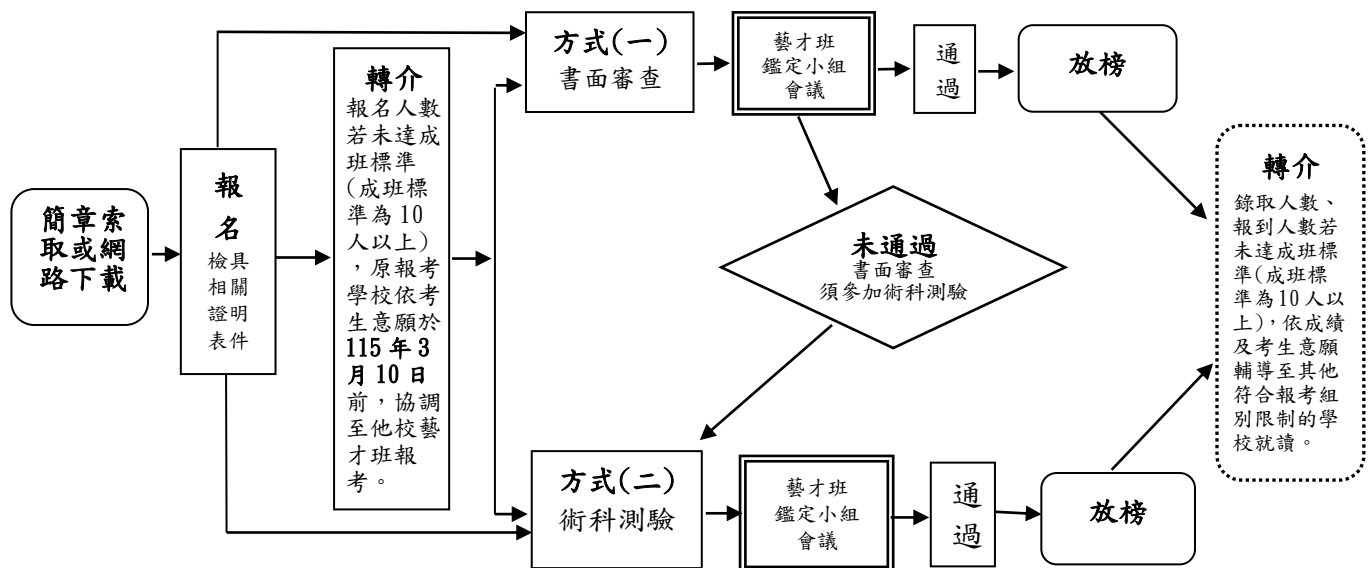 簡章索
取或網
路下載
報
名
檢具
相關
證明
表件
轉介
報名人數
若未達成
班標準
(成班標
準為 10
人以上)
，原報考
學校依考
生意願於
115 年 3
月 10 日
前，協調
至他校藝
才班報
考。
方式(一)
書面審查
藝才班
鑑定小組
會議
通
過
放榜
未通過
書面審查
須參加術科測驗
方式(二)
術科測驗
藝才班
鑑定小組
會議
通
過
放榜
轉介
錄取人數、
報到人數若
未達成班標
準(成班標
準為10人以
上)，依成績
及考生意願
輔導至其他
符合報考組
別限制的學
校就讀。